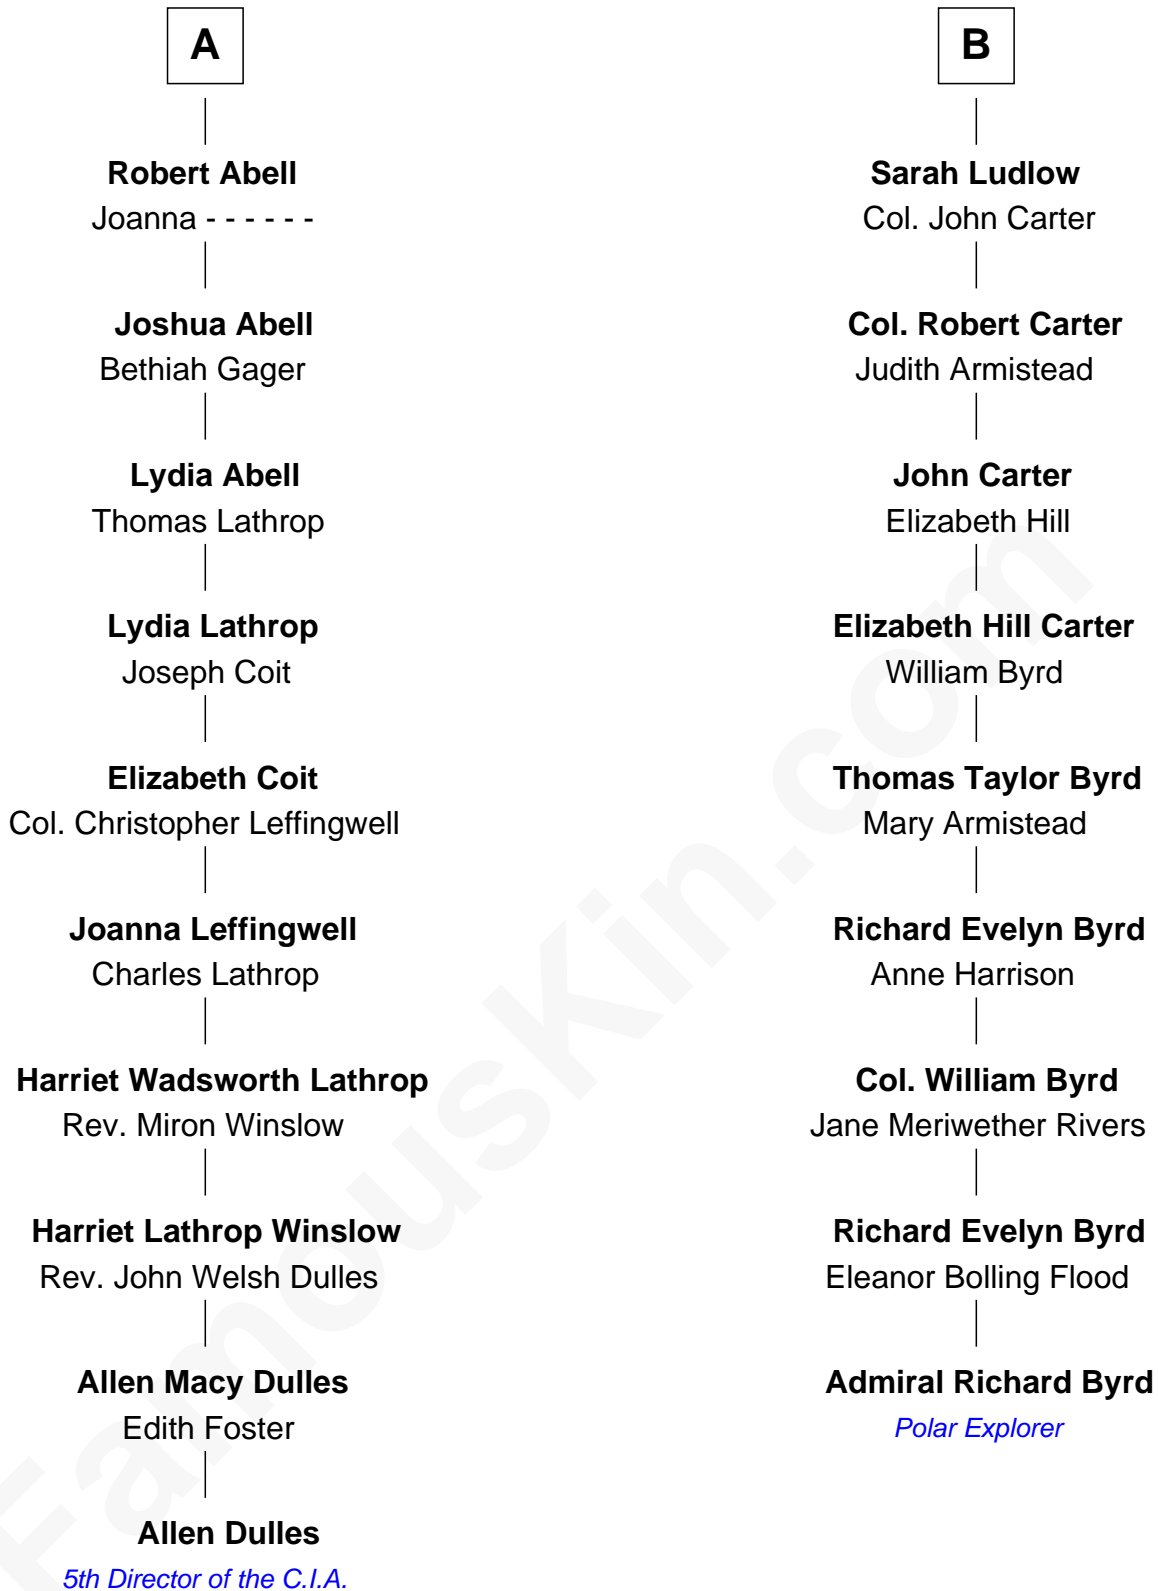 A
Robert Abell
Joanna - - - - - -
Joshua Abell
Bethiah Gager
Lydia Abell
Thomas Lathrop
Lydia Lathrop
Joseph Coit
Elizabeth Coit
Col. Christopher Leffingwell
Joanna Leffingwell
Charles Lathrop
Harriet Wadsworth Lathrop
Rev. Miron Winslow
Harriet Lathrop Winslow
Rev. John Welsh Dulles
Allen Macy Dulles
Edith Foster
Allen Dulles
5th Director of the C.I.A.
B
Sarah Ludlow
Col. John Carter
Col. Robert Carter
Judith Armistead
John Carter
Elizabeth Hill
Elizabeth Hill Carter
William Byrd
Thomas Taylor Byrd
Mary Armistead
Richard Evelyn Byrd
Anne Harrison
Col. William Byrd
Jane Meriwether Rivers
Richard Evelyn Byrd
Eleanor Bolling Flood
Admiral Richard Byrd
Polar Explorer
FamousKin.com